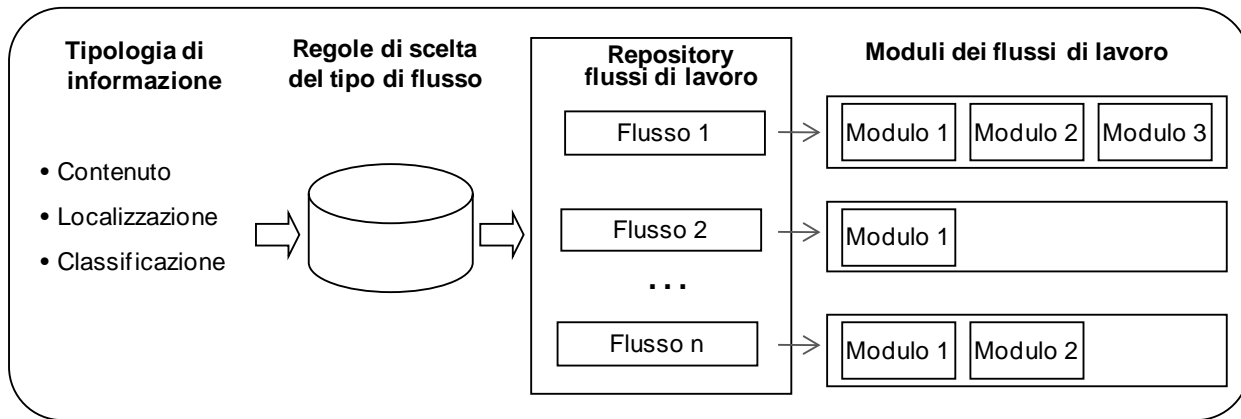 Tipologia di
informazione
Regole di scelta
del tipo di flusso
Repository
flussi di lavoro
Moduli dei flussi di lavoro
• Contenuto
• Localizzazione
• Classificazione
Flusso 1
Modulo 1
Modulo 2
Modulo 3
Flusso 2
Modulo 1
...
Flusso n
Modulo 1
Modulo 2